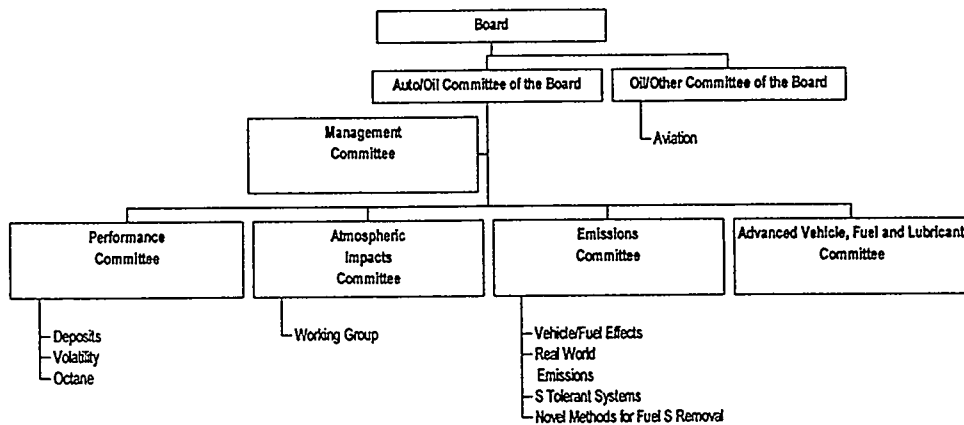 Board
Auto/Oil Committee of the Board
Oil/Other Committee of the Board
Aviation
Management
Committee
Performance
Committee
Atmospheric
Impacts
Committee
Emissions
Committee
Advanced Vehicle, Fuel and Lubricant
Committee
Deposits
Volatility
Octane
Working Group
Vehicle/Fuel Effects
Real World
Emissions
S Tolerant Systems
Novel Methods for Fuel S Removal